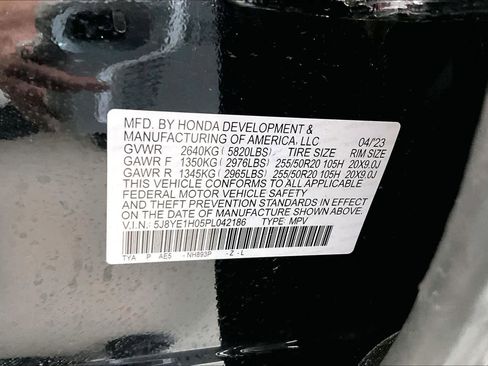 MFD. BY HONDA DEVELOPMENT &
MANUFACTURING OF AMERICA, LLC 04/'23
GVWR 2640KG (5820LBS) TIRE SIZE RIM SIZE
GAWR F 1350KG (2976LBS) 255/50R20 105H 20X9.0J
GAWR R 1345KG (2965LBS) 255/50R20 105H 20X9.0J
THIS VEHICLE CONFORMS TO ALL APPLICABLE
FEDERAL MOTOR VEHICLE SAFETY
AND THEFT PREVENTION STANDARDS IN EFFECT
ON THE DATE OF MANUFACTURE SHOWN ABOVE.
V.I.N.: 5J8YE1H05PL042186 TYPE: MPV
TYA P AE5 - NH893P - Z - L